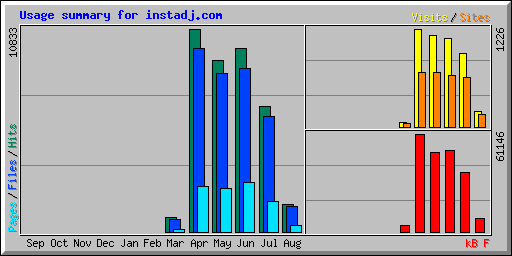 Usage summary for instadj.com
Visits/Sites
10833
1226
Pages/Files/Hits
61146
Sep Oct Nov Dec Jan Feb Mar Apr May Jun Jul Aug
kB F